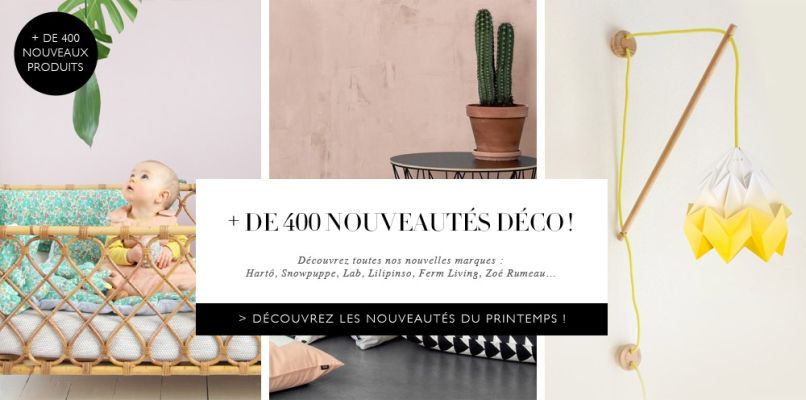 + DE 400
NOUVEAUX
PRODUITS
+ DE 400 NOUVEAUTÉS DÉCO !
Découvrez toutes nos nouvelles marques :
Hartô, Snowpuppe, Lab, Lilipinso, Ferm Living, Zoé Rumeau...
> DÉCOUVREZ LES NOUVEAUTÉS DU PRINTEMPS !